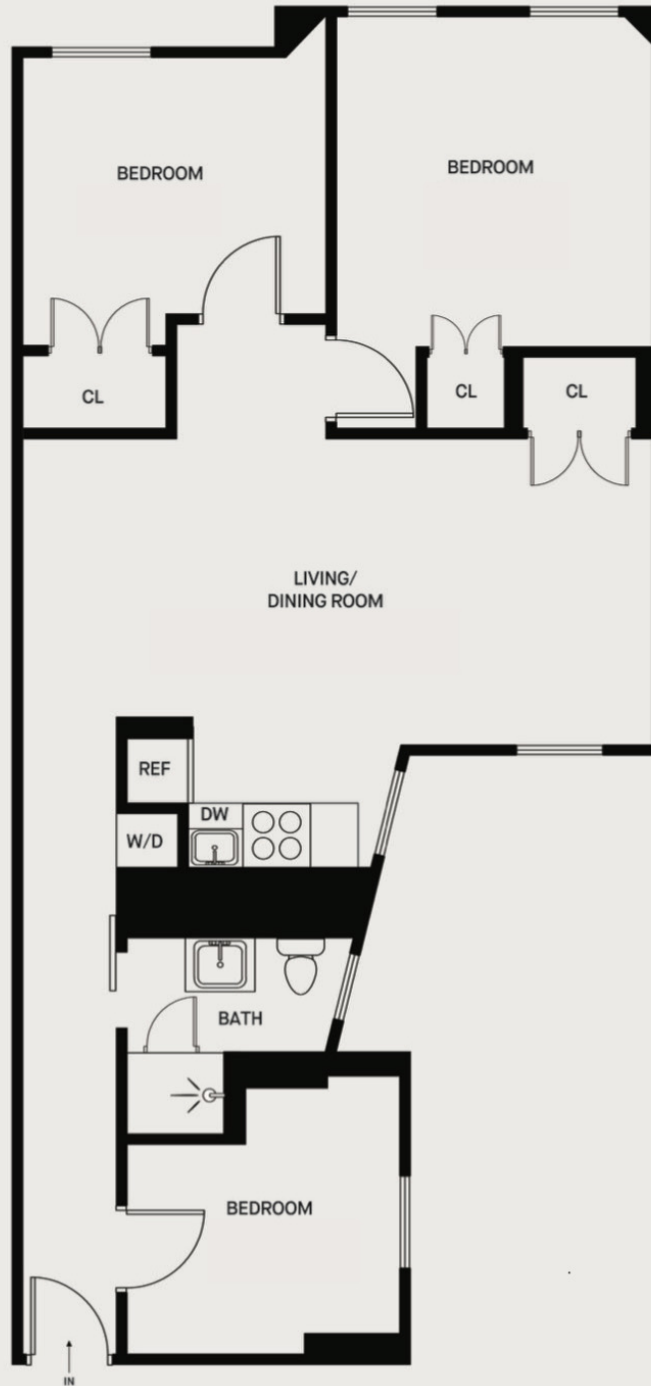 BEDROOM
BEDROOM
CL
CL
CL
LIVING/
DINING ROOM
REF
DW
W/D
BATH
BEDROOM
IN